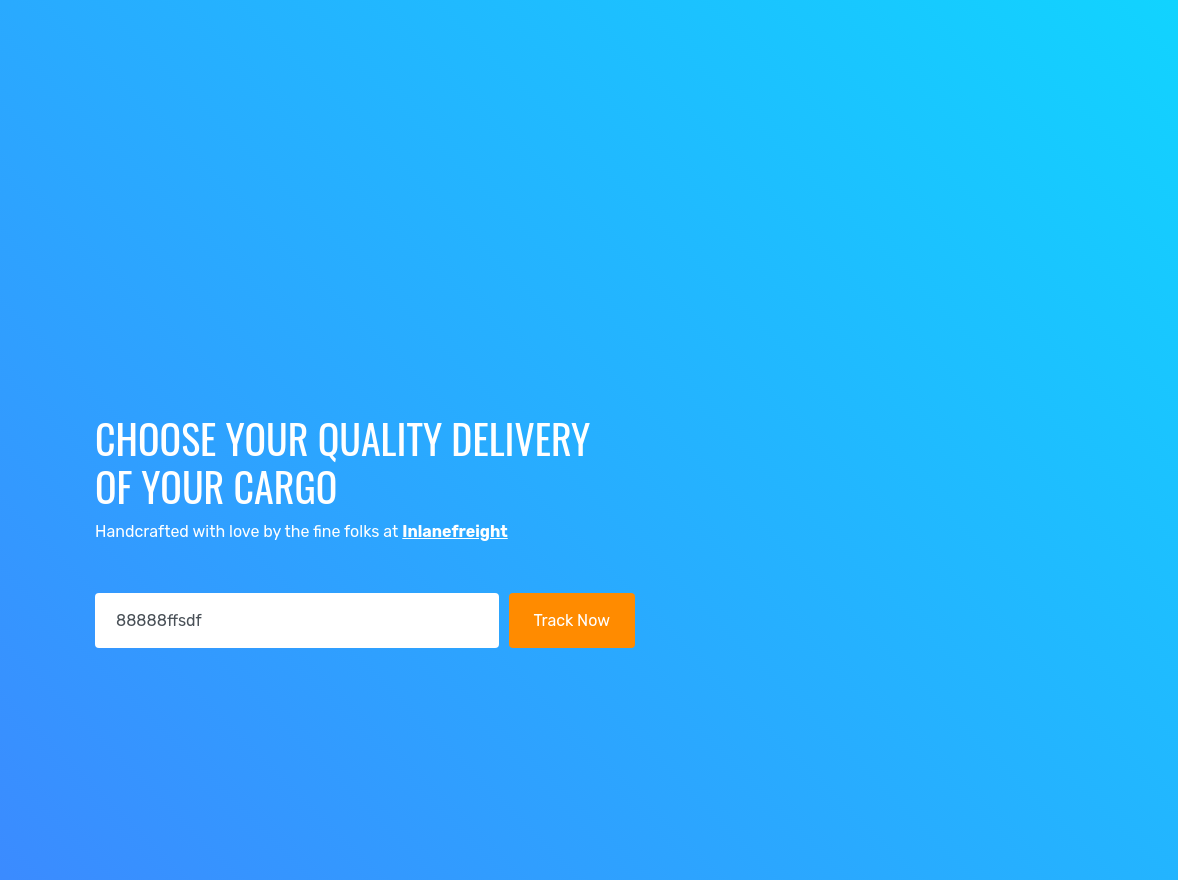 CHOOSE YOUR QUALITY DELIVERY
OF YOUR CARGO
Handcrafted with love by the fine folks at Inlanefreight
88888ffsdf
Track Now